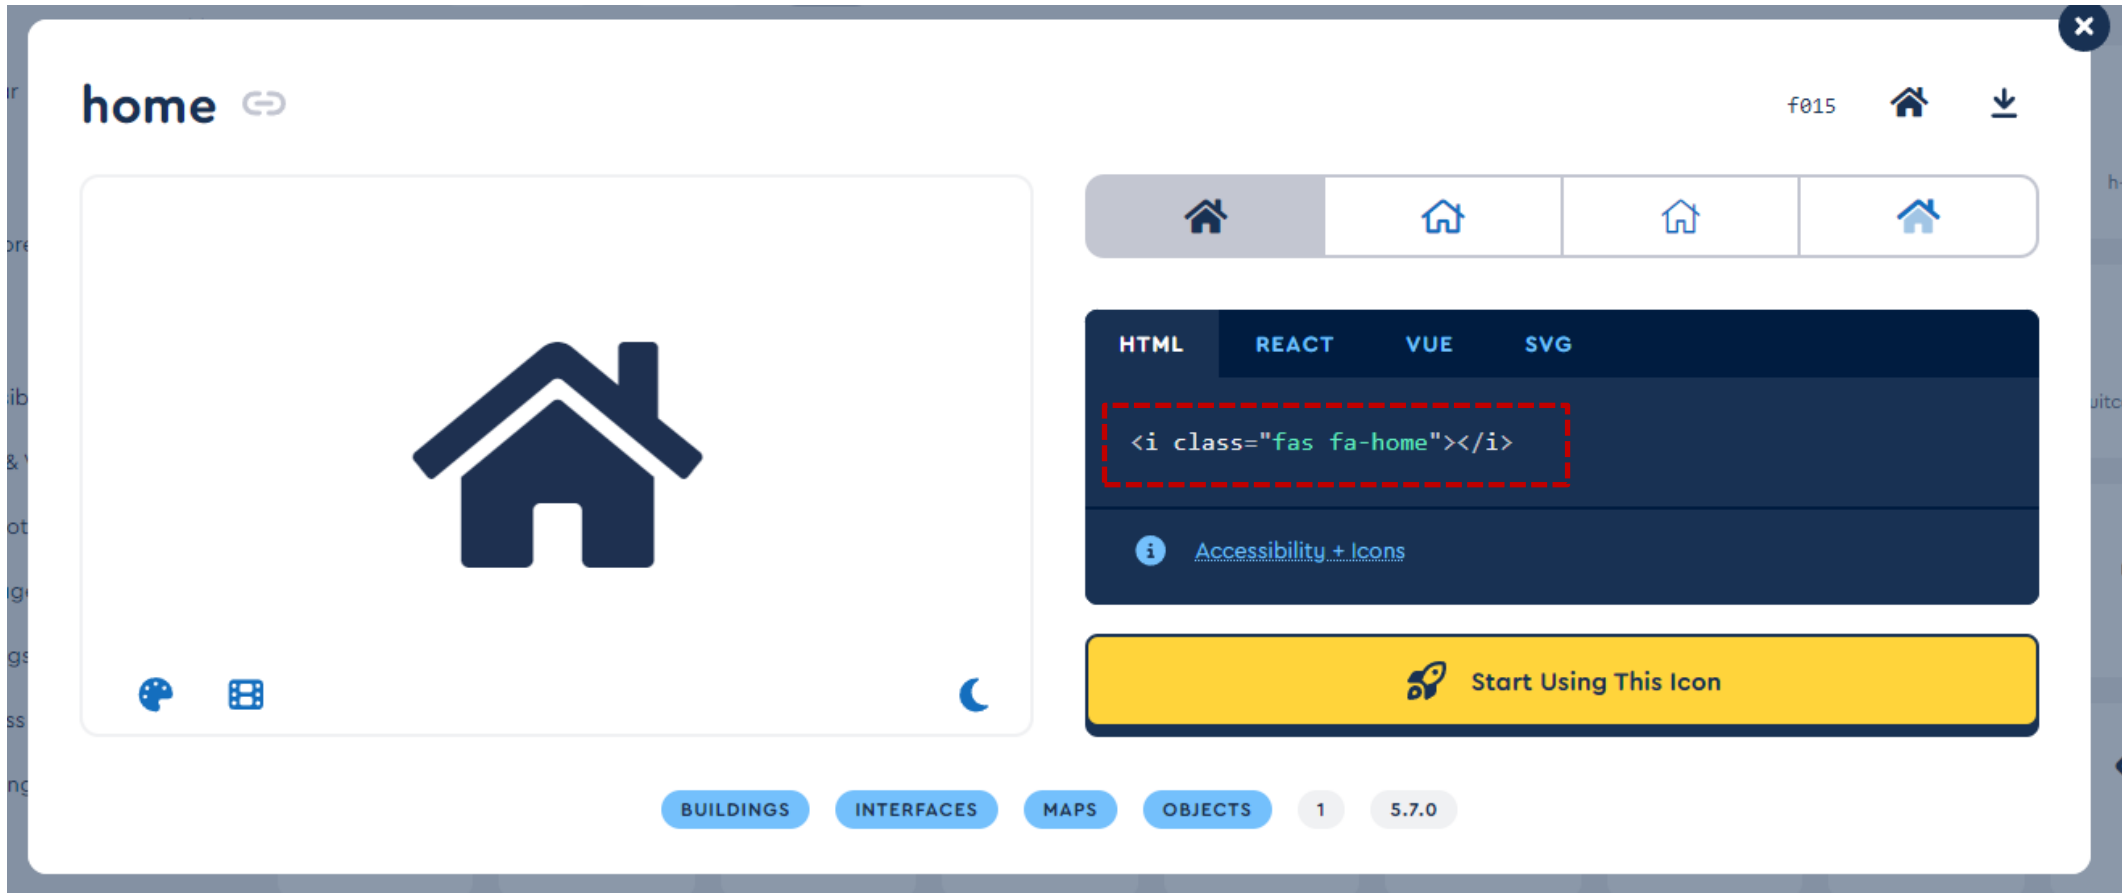 home
f015
HTML REACT VUE SVG
<i class="fas fa-home"></i>
Accessibility + Icons
Start Using This Icon
BUILDINGS INTERFACES MAPS OBJECTS 1 5.7.0